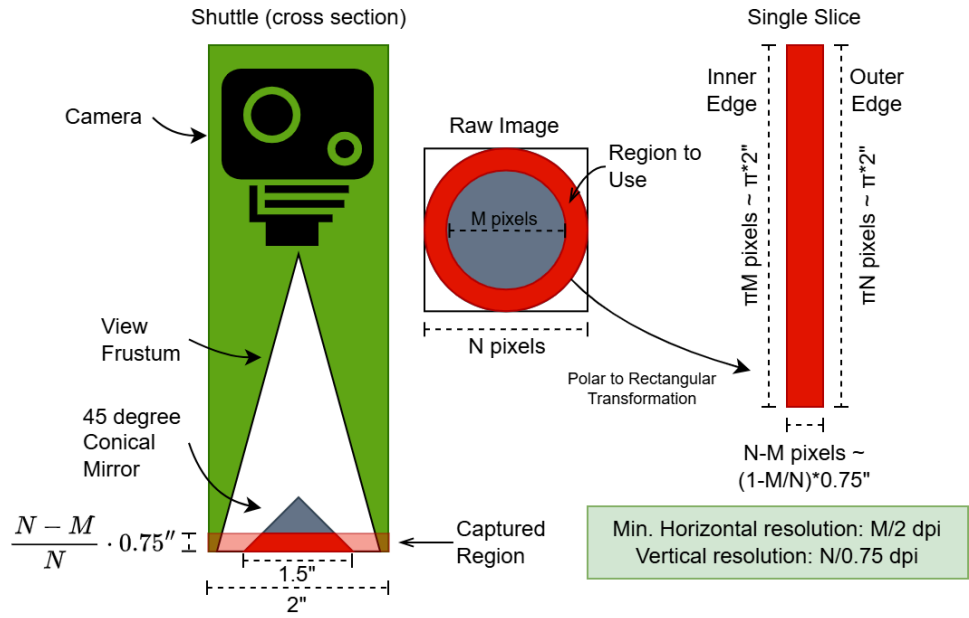 Shuttle (cross section)
Single Slice
Camera
Raw Image
Region to
Use
M pixels
N pixels
View
Frustum
45 degree
Conical
Mirror
Polar to Rectangular
Transformation
Inner
Edge
Outer
Edge
πM pixels ~ π*2"
πN pixels ~ π*2"
N-M pixels ~
(1-M/N)*0.75"
N − M
N
· 0.75″
Captured
Region
1.5"
2"
Min. Horizontal resolution: M/2 dpi
Vertical resolution: N/0.75 dpi